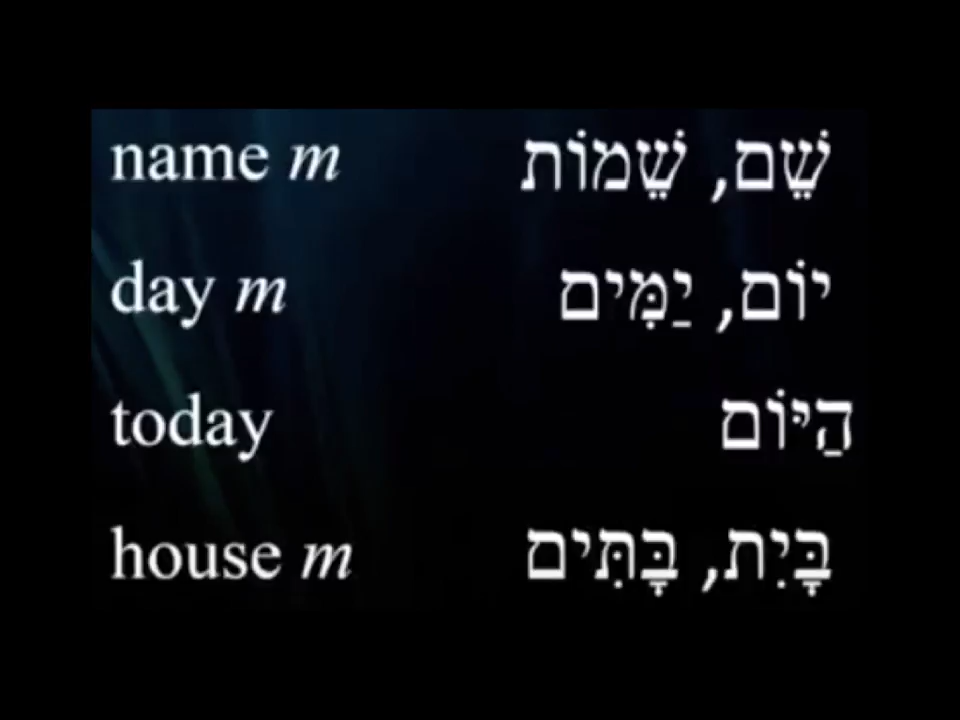 name m שֵׁם, שֵׁמוֹת
day m יוֹם, יַמִּים
today הַיּוֹם
house m בָּיִת, בָּתִּים